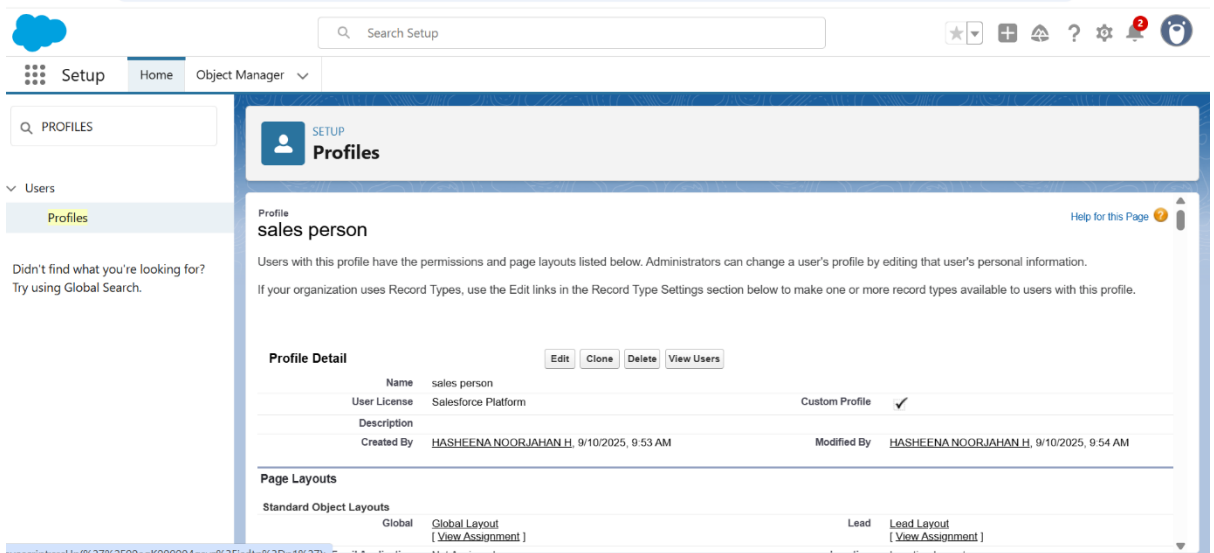 Search Setup
2
Setup
Home
Object Manager
PROFILES
Users
Profiles
Didn't find what you're looking for?
Try using Global Search.
SETUP
Profiles
Profile
sales person
Help for this Page
Users with this profile have the permissions and page layouts listed below. Administrators can change a user's profile by editing that user's personal information.
If your organization uses Record Types, use the Edit links in the Record Type Settings section below to make one or more record types available to users with this profile.
Profile Detail
Edit Clone Delete View Users
Name sales person
User License Salesforce Platform Custom Profile
Description
Created By HASHEENA NOORJAHAN H, 9/10/2025, 9:53 AM Modified By HASHEENA NOORJAHAN H, 9/10/2025, 9:54 AM
Page Layouts
Standard Object Layouts
Global Global Layout Lead Lead Layout
[ View Assignment ] [ View Assignment ]